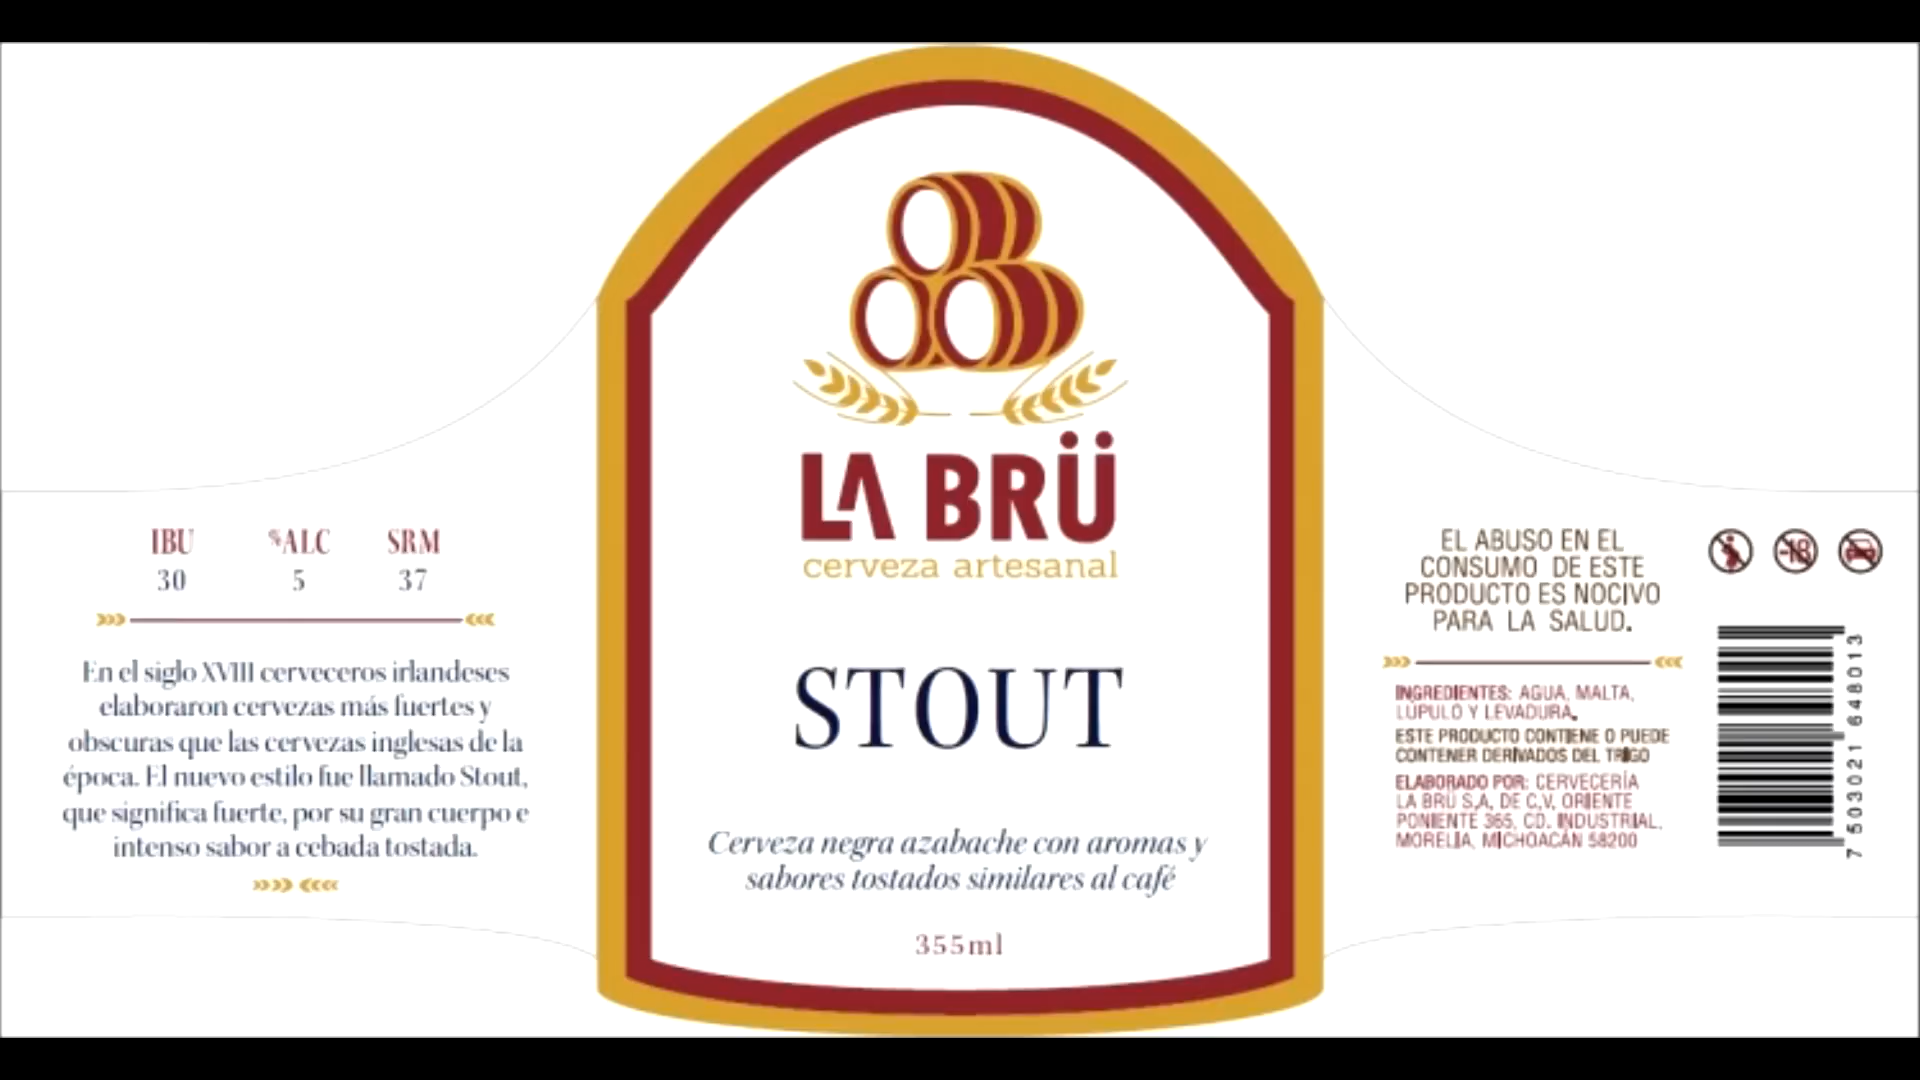 IBU %ALC SRM
30 5 37
En el siglo XVIII cerveceros irlandeses
elaboraron cervezas más fuertes y
obscuras que las cervezas inglesas de la
época. El nuevo estilo fue llamado Stout,
que significa fuerte, por su gran cuerpo e
intenso sabor a cebada tostada.
LA BRÜ
cerveza artesanal
STOUT
Cerveza negra azabache con aromas y
sabores tostados similares al café
355ml
EL ABUSO EN EL
CONSUMO DE ESTE
PRODUCTO ES NOCIVO
PARA LA SALUD.
-18
INGREDIENTES: AGUA, MALTA,
LÚPULO Y LEVADURA.
ESTE PRODUCTO CONTIENE O PUEDE
CONTENER DERIVADOS DEL TRIGO
ELABORADO POR: CERVECERÍA
LA BRÜ S.A. DE C.V. ORIENTE
PONIENTE 365, CD. INDUSTRIAL,
MORELIA, MICHOACÁN 58200
7 503021 648013